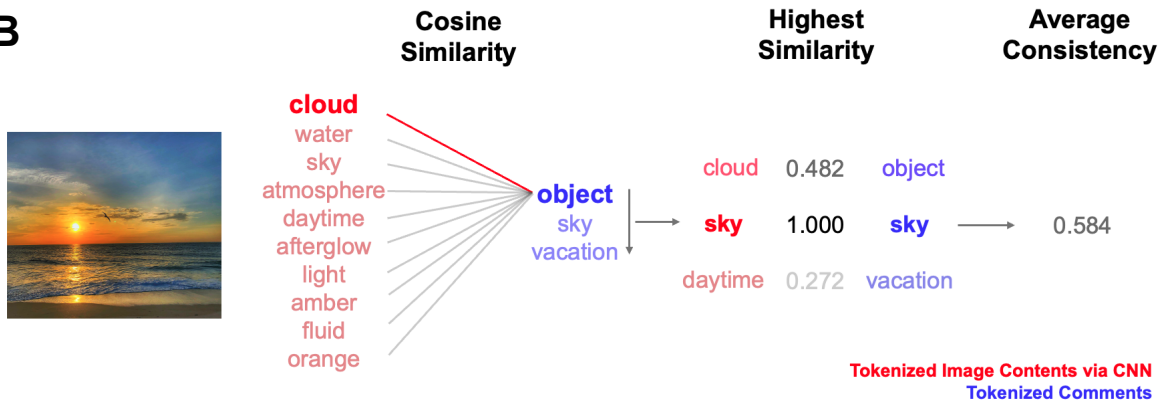 B
Cosine
Similarity
Highest
Similarity
Average
Consistency
cloud
water
sky
atmosphere
daytime
afterglow
light
amber
fluid
orange
object
sky
vacation
cloud 0.482 object
sky 1.000 sky
daytime 0.272 vacation
0.584
Tokenized Image Contents via CNN
Tokenized Comments